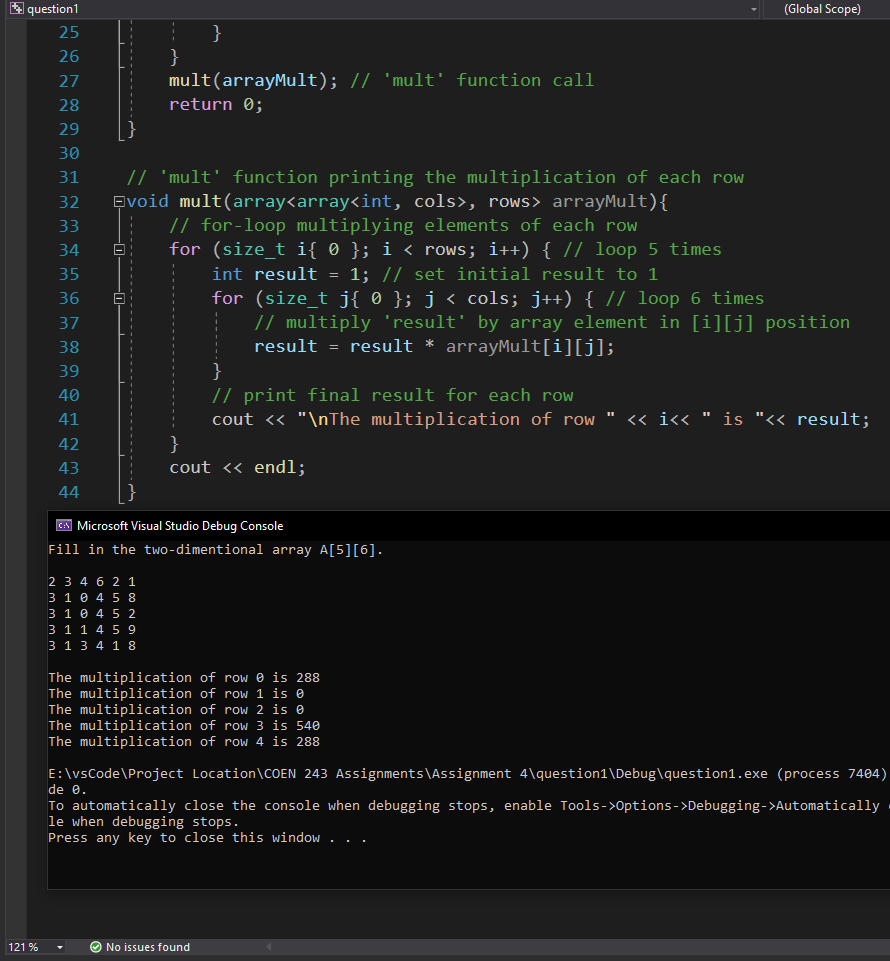 question1 (Global Scope)
25 }
26 }
27 mult(arrayMult); // 'mult' function call
28 return 0;
29 }
30
31 // 'mult' function printing the multiplication of each row
32 void mult(array<array<int, cols>, rows> arrayMult){
33 // for-loop multiplying elements of each row
34 for (size_t i{ 0 }; i < rows; i++) { // loop 5 times
35 int result = 1; // set initial result to 1
36 for (size_t j{ 0 }; j < cols; j++) { // loop 6 times
37 // multiply 'result' by array element in [i][j] position
38 result = result * arrayMult[i][j];
39 }
40 // print final result for each row
41 cout << "\nThe multiplication of row " << i<< " is "<< result;
42 }
43 cout << endl;
44 }
Microsoft Visual Studio Debug Console
Fill in the two-dimentional array A[5][6].
2 3 4 6 2 1
3 1 0 4 5 8
3 1 0 4 5 2
3 1 1 4 5 9
3 1 3 4 1 8
The multiplication of row 0 is 288
The multiplication of row 1 is 0
The multiplication of row 2 is 0
The multiplication of row 3 is 540
The multiplication of row 4 is 288
E:\vsCode\Project Location\COEN 243 Assignments\Assignment 4\question1\Debug\question1.exe (process 7404)
de 0.
To automatically close the console when debugging stops, enable Tools->Options->Debugging->Automatically
le when debugging stops.
Press any key to close this window . . .
121 % No issues found